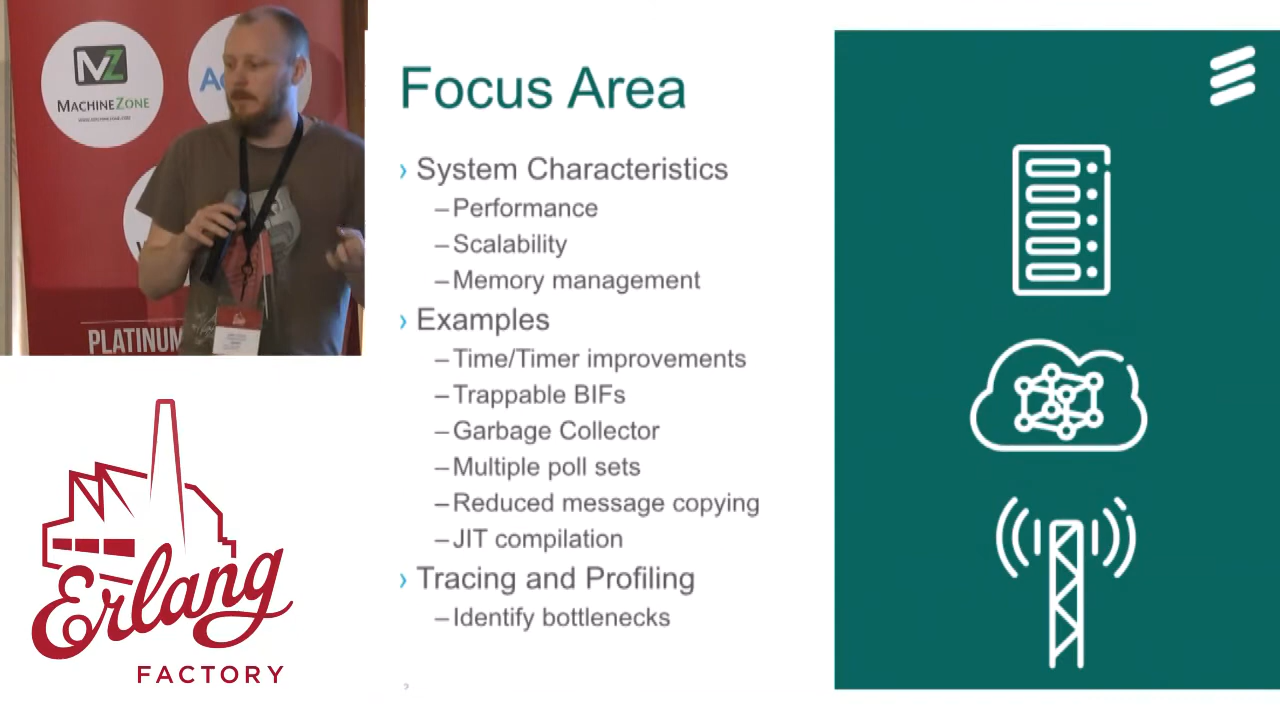 MACHINEZONE
PLATINUM
Erlang
FACTORY
Focus Area
› System Characteristics
– Performance
– Scalability
– Memory management
› Examples
– Time/Timer improvements
– Trappable BIFs
– Garbage Collector
– Multiple poll sets
– Reduced message copying
– JIT compilation
› Tracing and Profiling
– Identify bottlenecks